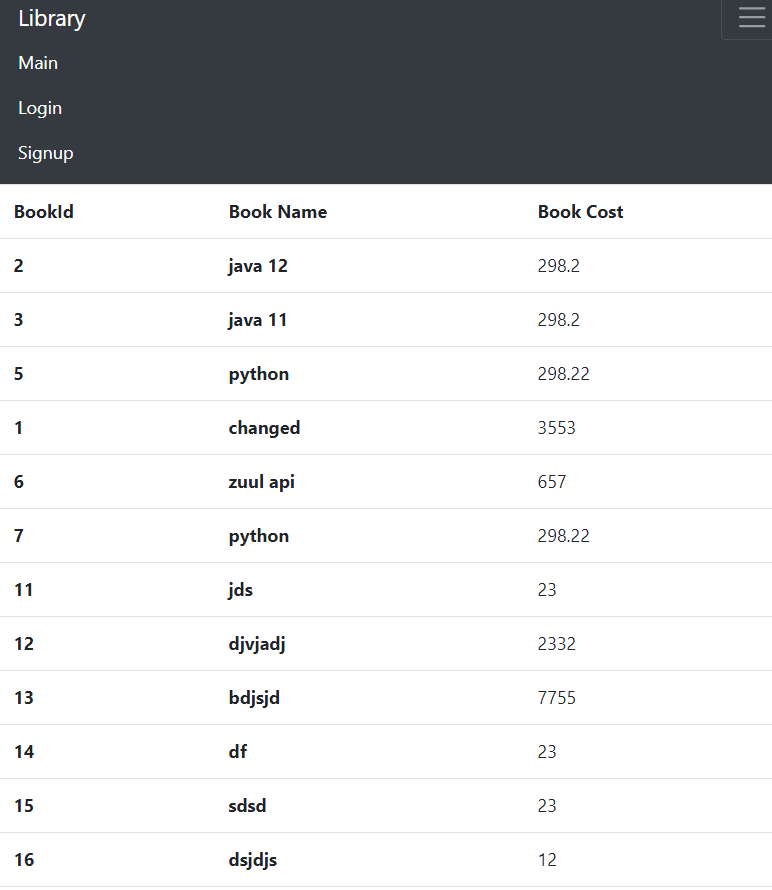 Library
Main
Login
Signup
BookId Book Name Book Cost
2 java 12 298.2
3 java 11 298.2
5 python 298.22
1 changed 3553
6 zuul api 657
7 python 298.22
11 jds 23
12 djvjadj 2332
13 bdjsjd 7755
14 df 23
15 sdsd 23
16 dsjdjs 12